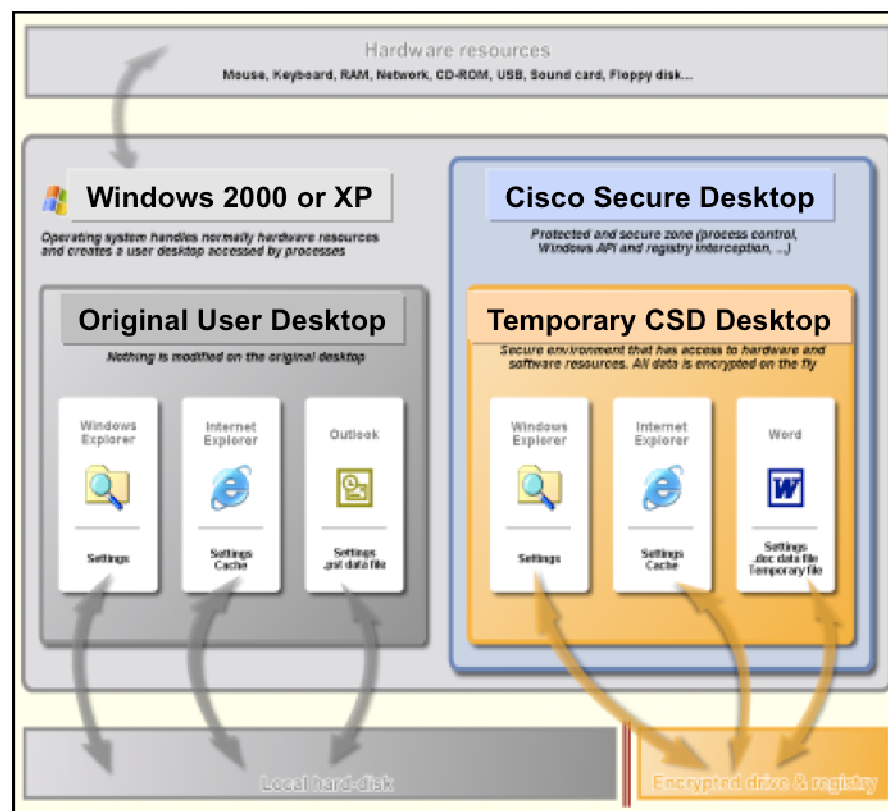 Hardware resources
Mouse, Keyboard, RAM, Network, CD-ROM, USB, Sound card, Floppy disk...
Windows 2000 or XP
Operating system handles normally hardware resources
and creates a user desktop accessed by processes
Cisco Secure Desktop
Protected and secure zone (process control,
Windows API and registry interception, ...)
Original User Desktop
Nothing is modified on the original desktop
Windows
Explorer
Settings
Internet
Explorer
Settings
Cache
Outlook
Settings
.pst data file
Temporary CSD Desktop
Secure environment that has access to hardware and
software resources. All data is encrypted on the fly
Windows
Explorer
Settings
Internet
Explorer
Settings
Cache
Word
W
Settings
.doc data file
Temporary file
Local hard-disk
Encrypted drive & registry